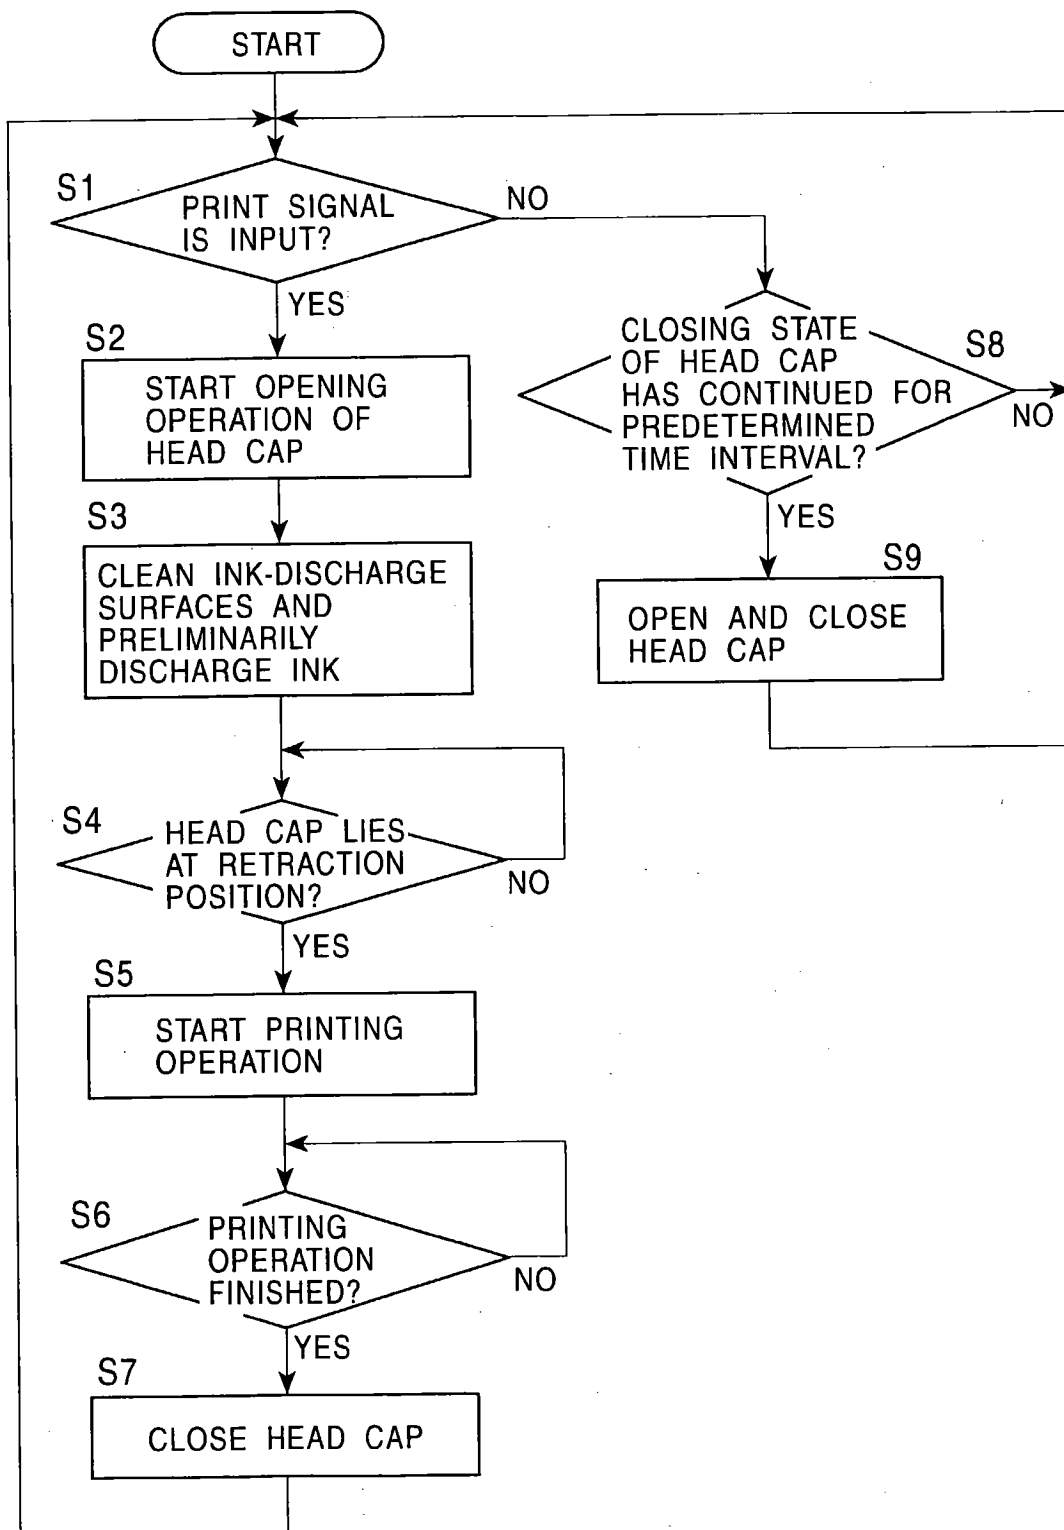 START
S1
PRINT SIGNAL
IS INPUT?
NO
YES
S2
START OPENING
OPERATION OF
HEAD CAP
S3
CLEAN INK-DISCHARGE
SURFACES AND
PRELIMINARILY
DISCHARGE INK
S4
HEAD CAP LIES
AT RETRACTION
POSITION?
NO
YES
S5
START PRINTING
OPERATION
S6
PRINTING
OPERATION
FINISHED?
NO
YES
S7
CLOSE HEAD CAP
CLOSING STATE
OF HEAD CAP
HAS CONTINUED FOR
PREDETERMINED
TIME INTERVAL?
S8
NO
YES
S9
OPEN AND CLOSE
HEAD CAP